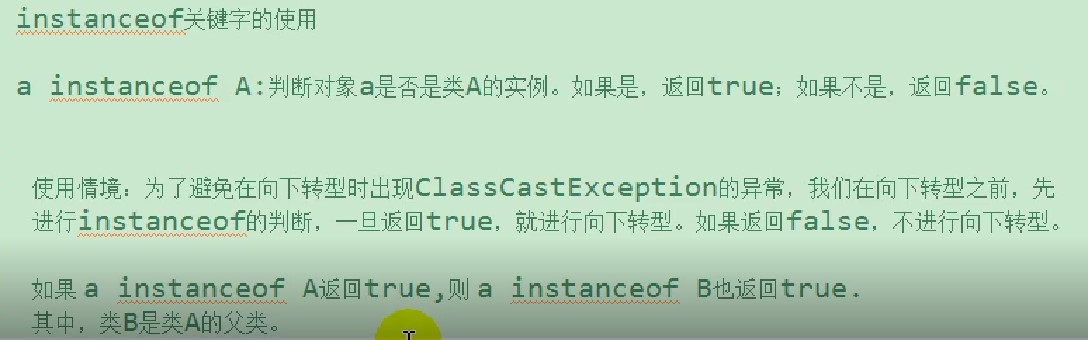 instanceof关键字的使用
a instanceof A:判断对象a是否是类A的实例。如果是，返回true；如果不是，返回false。
使用情境：为了避免在向下转型时出现ClassCastException的异常，我们在向下转型之前，先
进行instanceof的判断，一旦返回true，就进行向下转型。如果返回false，不进行向下转型。
如果 a instanceof A返回true,则 a instanceof B也返回true.
其中，类B是类A的父类。